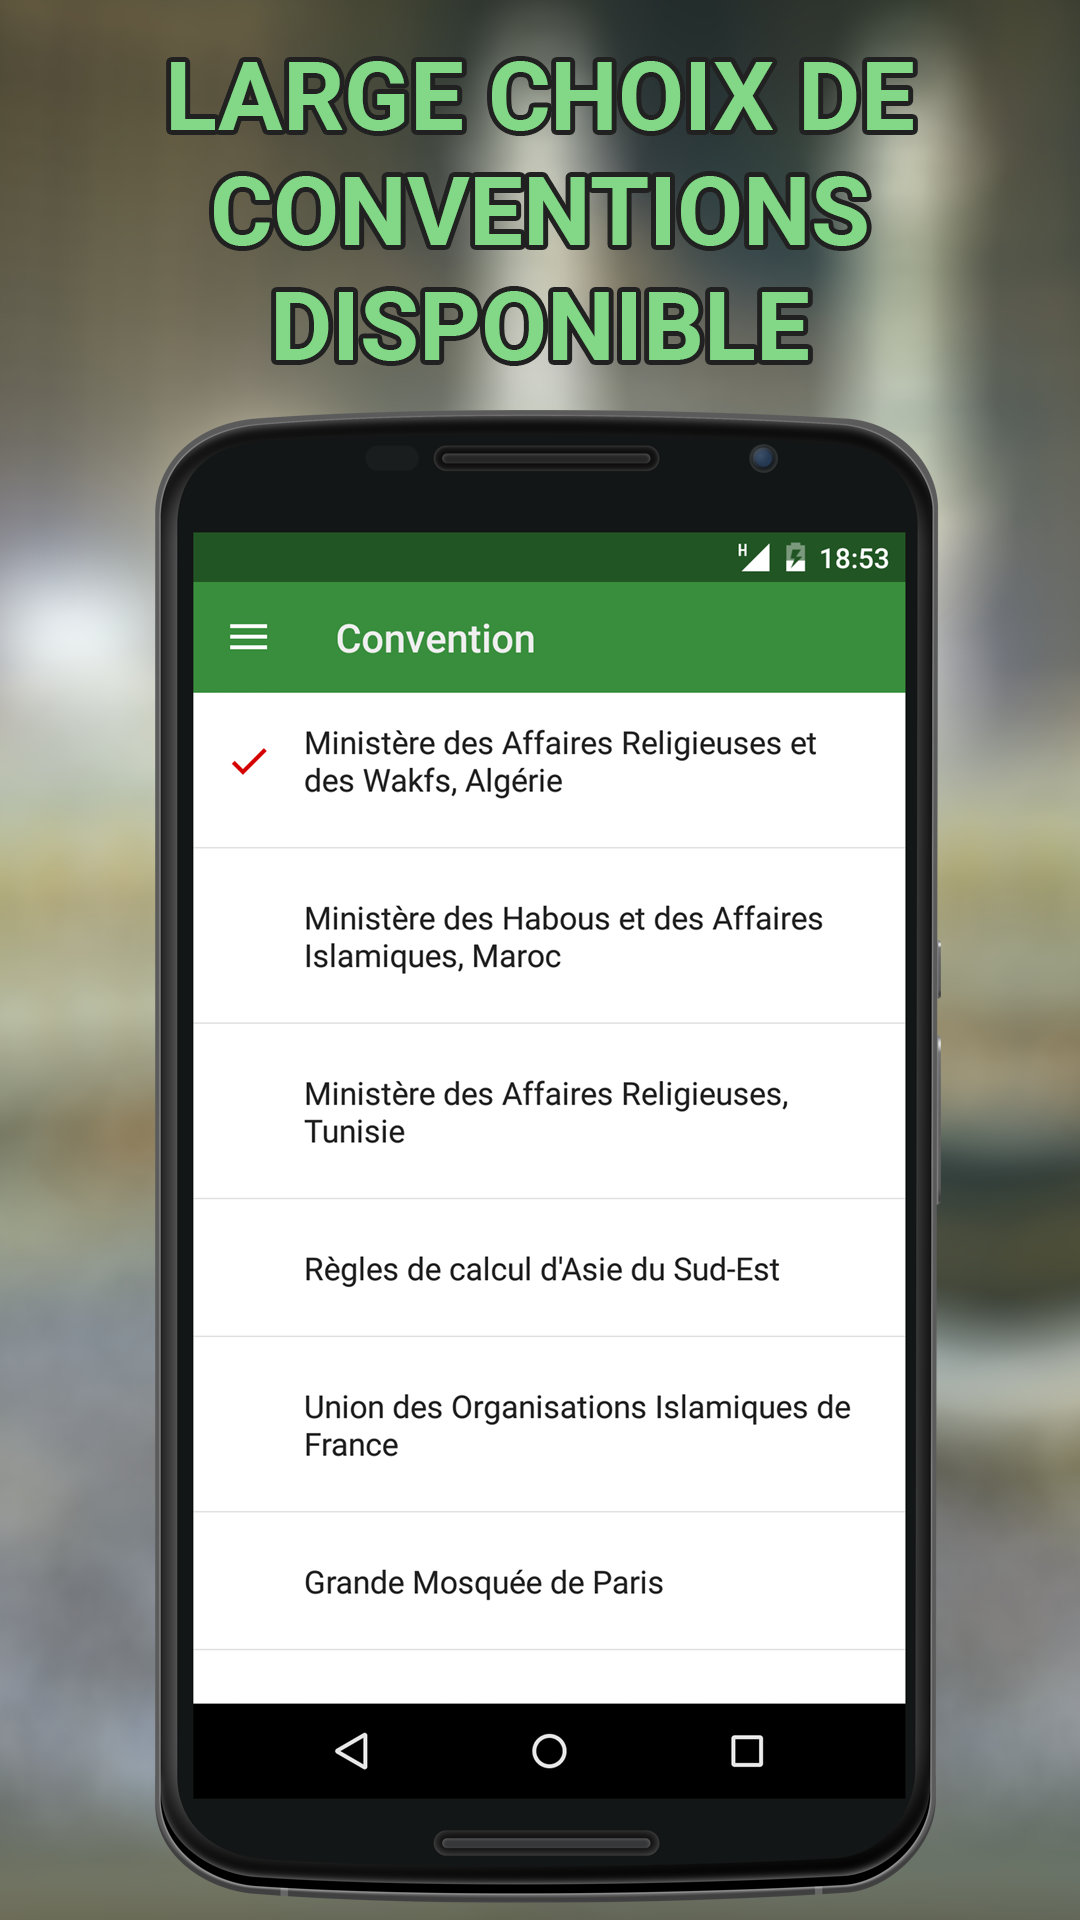 LARGE CHOIX DE
CONVENTIONS
DISPONIBLE
H 18:53
Convention
Ministère des Affaires Religieuses et
des Wakfs, Algérie
Ministère des Habous et des Affaires
Islamiques, Maroc
Ministère des Affaires Religieuses,
Tunisie
Règles de calcul d'Asie du Sud-Est
Union des Organisations Islamiques de
France
Grande Mosquée de Paris